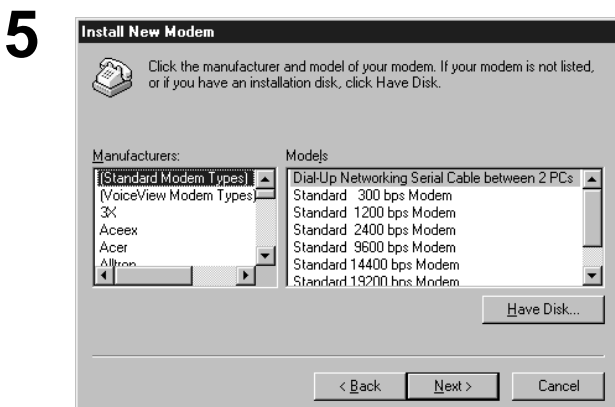 5
Install New Modem
Click the manufacturer and model of your modem. If your modem is not listed,
or if you have an installation disk, click Have Disk.
Manufacturers:
(Standard Modem Types)
(VoiceView Modem Types)
3X
Aceex
Acer
Alltron
Models
Dial-Up Networking Serial Cable between 2 PCs
Standard 300 bps Modem
Standard 1200 bps Modem
Standard 2400 bps Modem
Standard 9600 bps Modem
Standard 14400 bps Modem
Standard 19200 bps Modem
Have Disk...
< Back
Next >
Cancel